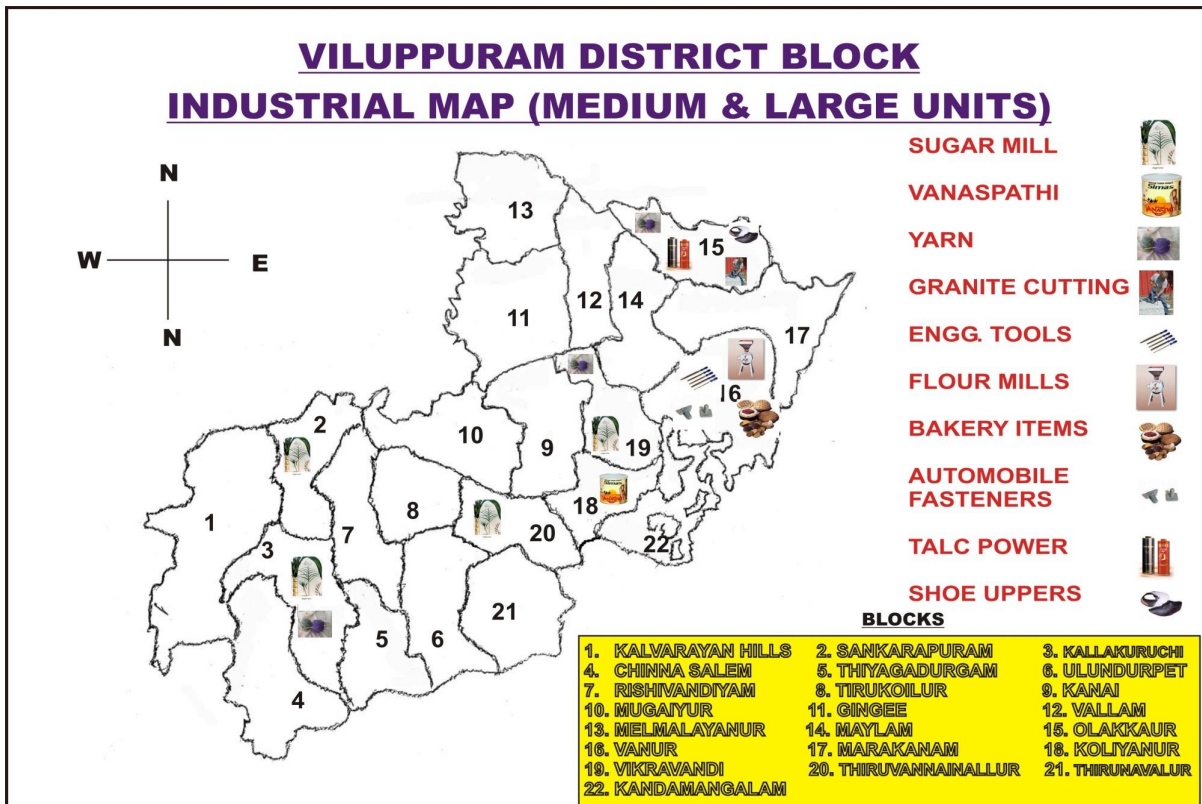 VILUPPURAM DISTRICT BLOCK
INDUSTRIAL MAP (MEDIUM & LARGE UNITS)
N
W
E
N
SUGAR MILL
VANASPATHI
YARN
GRANITE CUTTING
ENGG. TOOLS
FLOUR MILLS
BAKERY ITEMS
AUTOMOBILE
FASTENERS
TALC POWER
SHOE UPPERS
13
15
12
14
11
17
16
2
10
9
19
1
8
18
7
20
22
3
21
5
6
4
BLOCKS
1. KALVARAYAN HILLS 2. SANKARAPURAM 3. KALLAKURUCHI
4. CHINNA SALEM 5. THIYAGADURGAM 6. ULUNDURPET
7. RISHIVANDIYAM 8. TIRUKOILUR 9. KANAI
10. MUGAIYUR 11. GINGEE 12. VALLAM
13. MELMALAYANUR 14. MAYLAM 15. OLAKKAUR
16. VANUR 17. MARAKANAM 18. KOLIYANUR
19. VIKRAVANDI 20. THIRUVANNAINALLUR 21. THIRUNAVALUR
22. KANDAMANGALAM